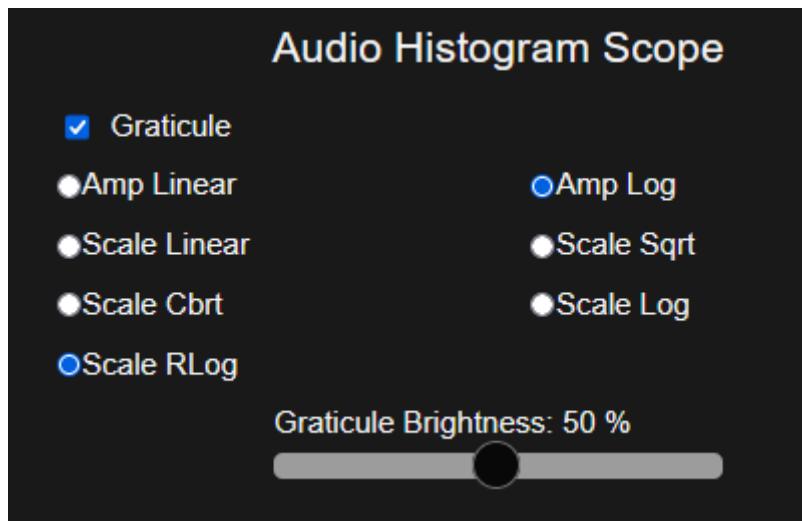 Audio Histogram Scope
Graticule
Amp Linear
Amp Log
Scale Linear
Scale Sqrt
Scale Cbrt
Scale Log
Scale RLog
Graticule Brightness: 50 %